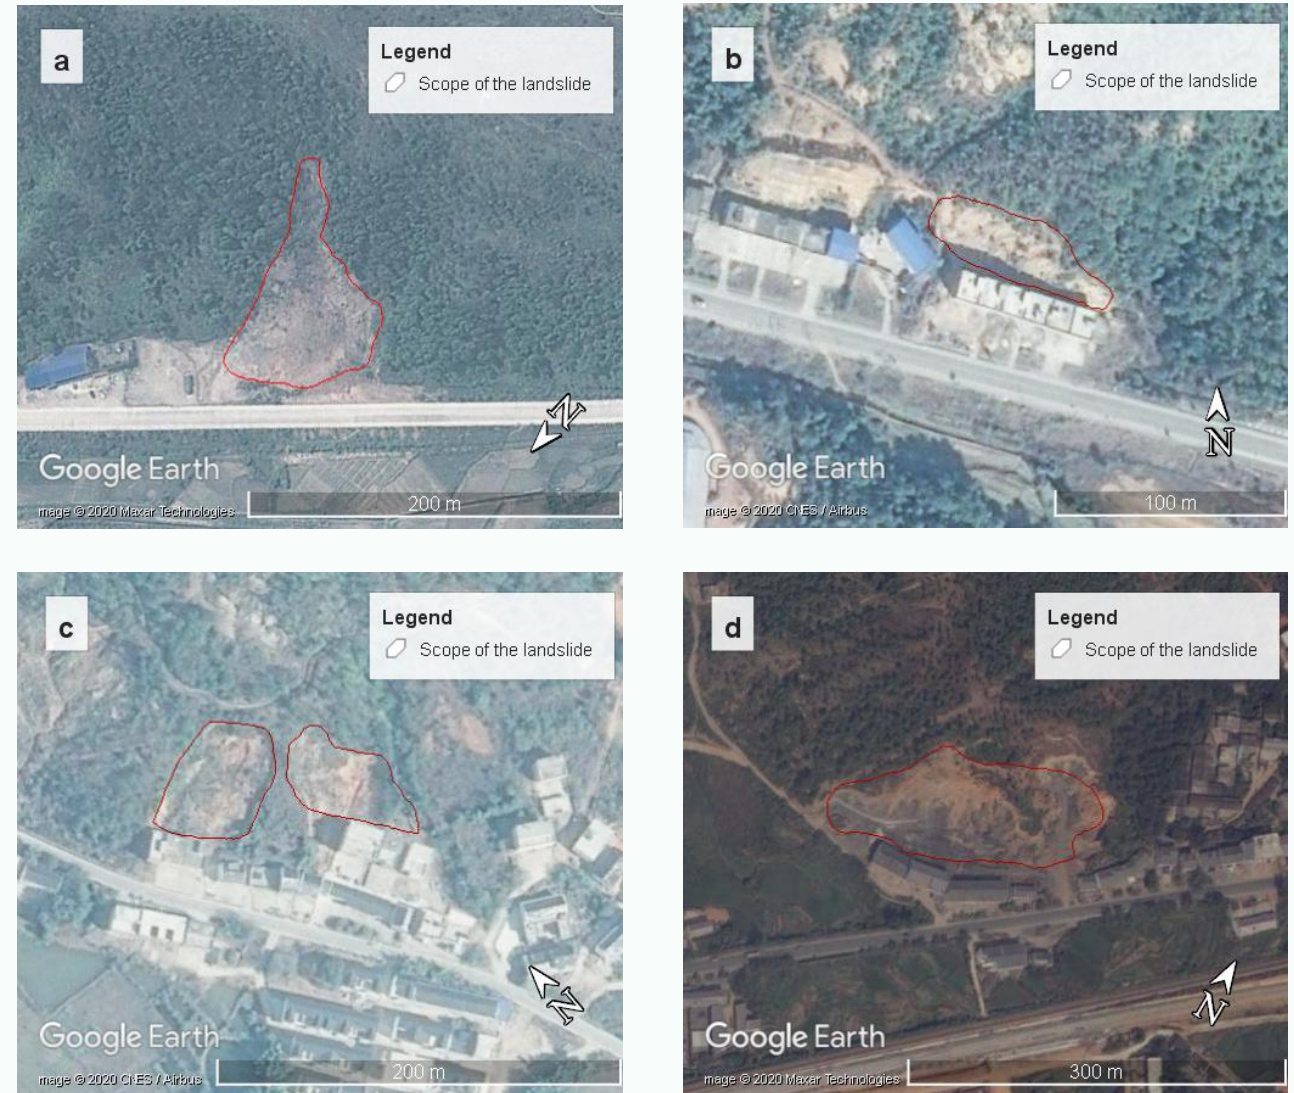 a
Legend
Scope of the landslide
N
Google Earth
mage © 2020 Maxar Technologies
200 m
b
Legend
Scope of the landslide
N
Google Earth
mage © 2020 CNES / Airbus
100 m
c
Legend
Scope of the landslide
N
Google Earth
mage © 2020 CNES / Airbus
200 m
d
Legend
Scope of the landslide
N
Google Earth
mage © 2020 Maxar Technologies
300 m